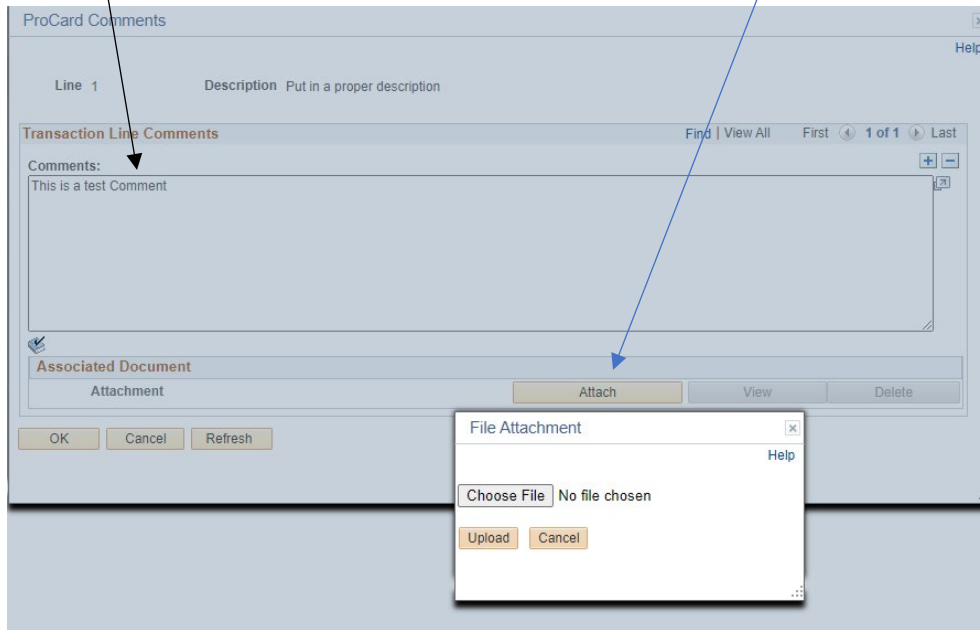 ProCard Comments
Help
Line 1 Description Put in a proper description
Transaction Line Comments Find | View All First 1 of 1 Last
Comments:
This is a test Comment
Associated Document
Attachment Attach View Delete
OK Cancel Refresh
File Attachment
Help
Choose File No file chosen
Upload Cancel